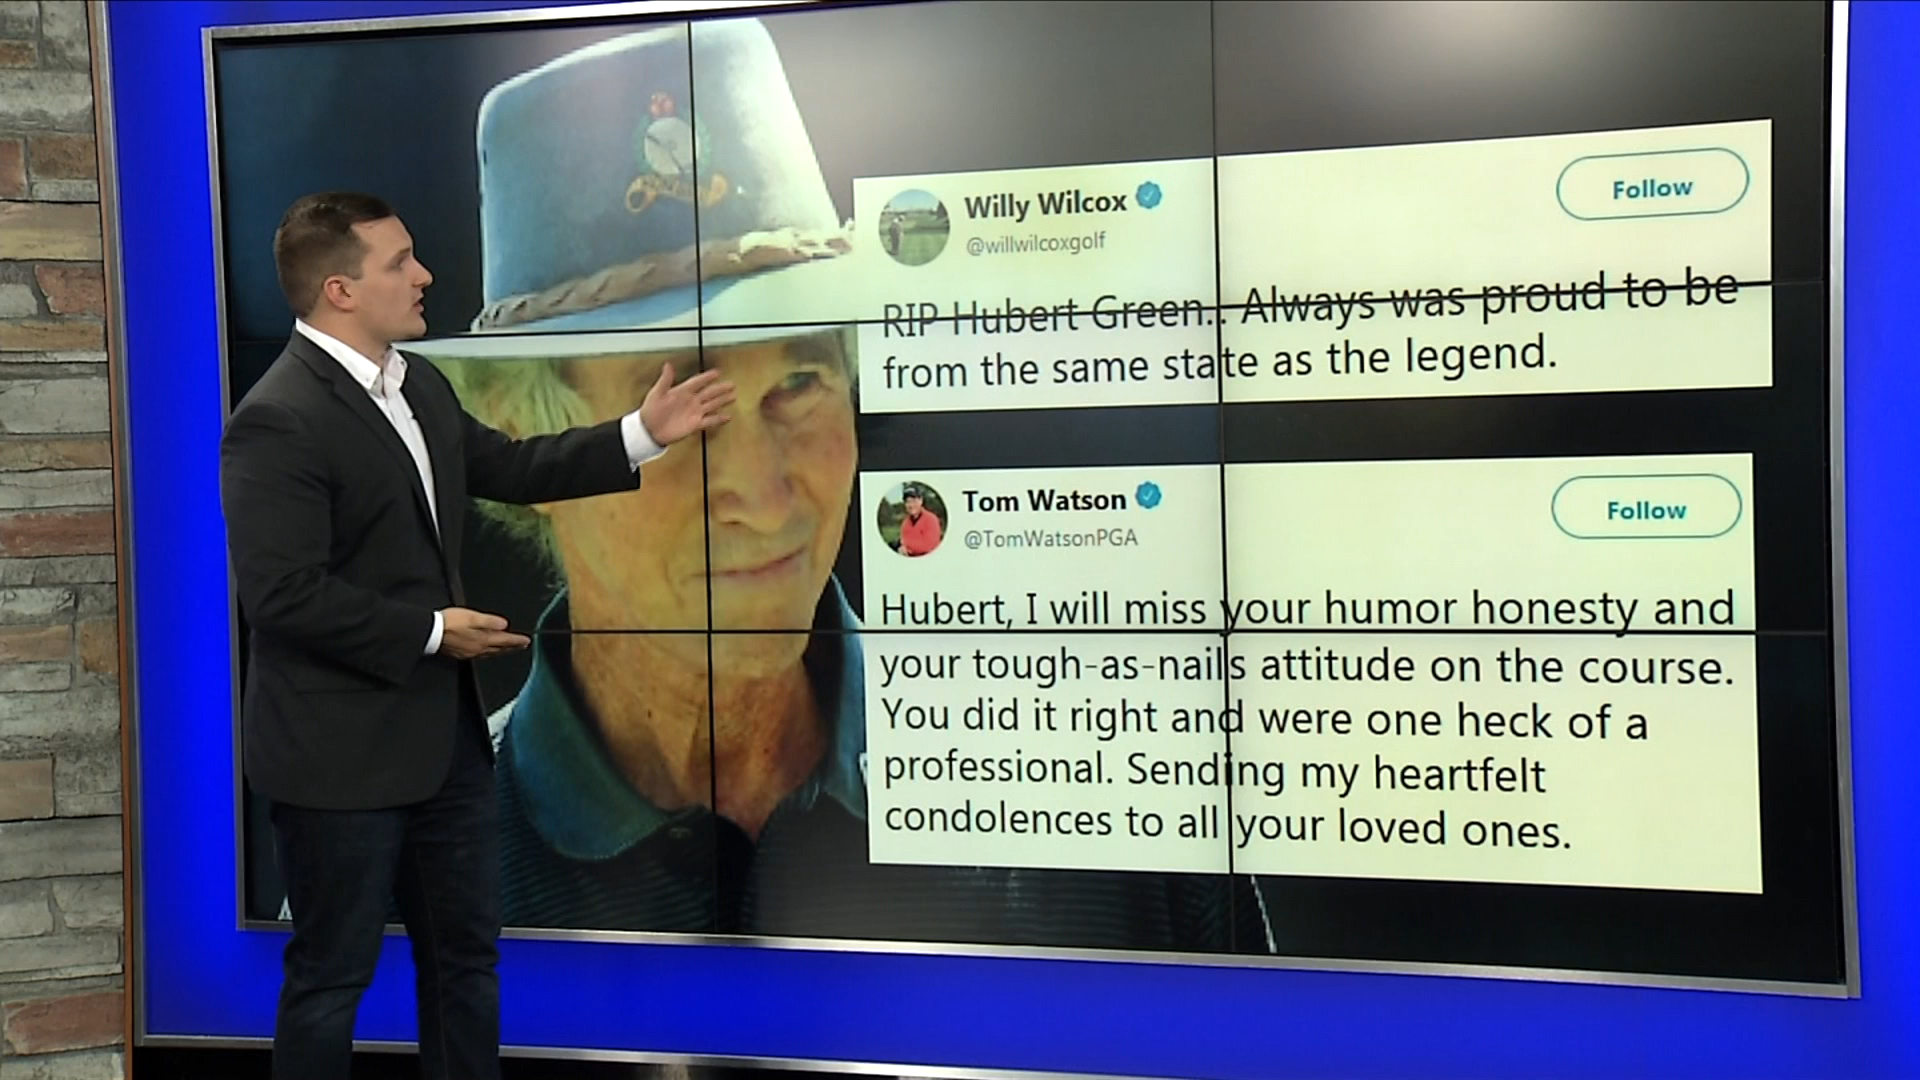 Willy Wilcox
@willwilcoxgolf
Follow
RIP Hubert Green.. Always was proud to be
from the same state as the legend.
Tom Watson
@TomWatsonPGA
Follow
Hubert, I will miss your humor honesty and
your tough-as-nails attitude on the course.
You did it right and were one heck of a
professional. Sending my heartfelt
condolences to all your loved ones.